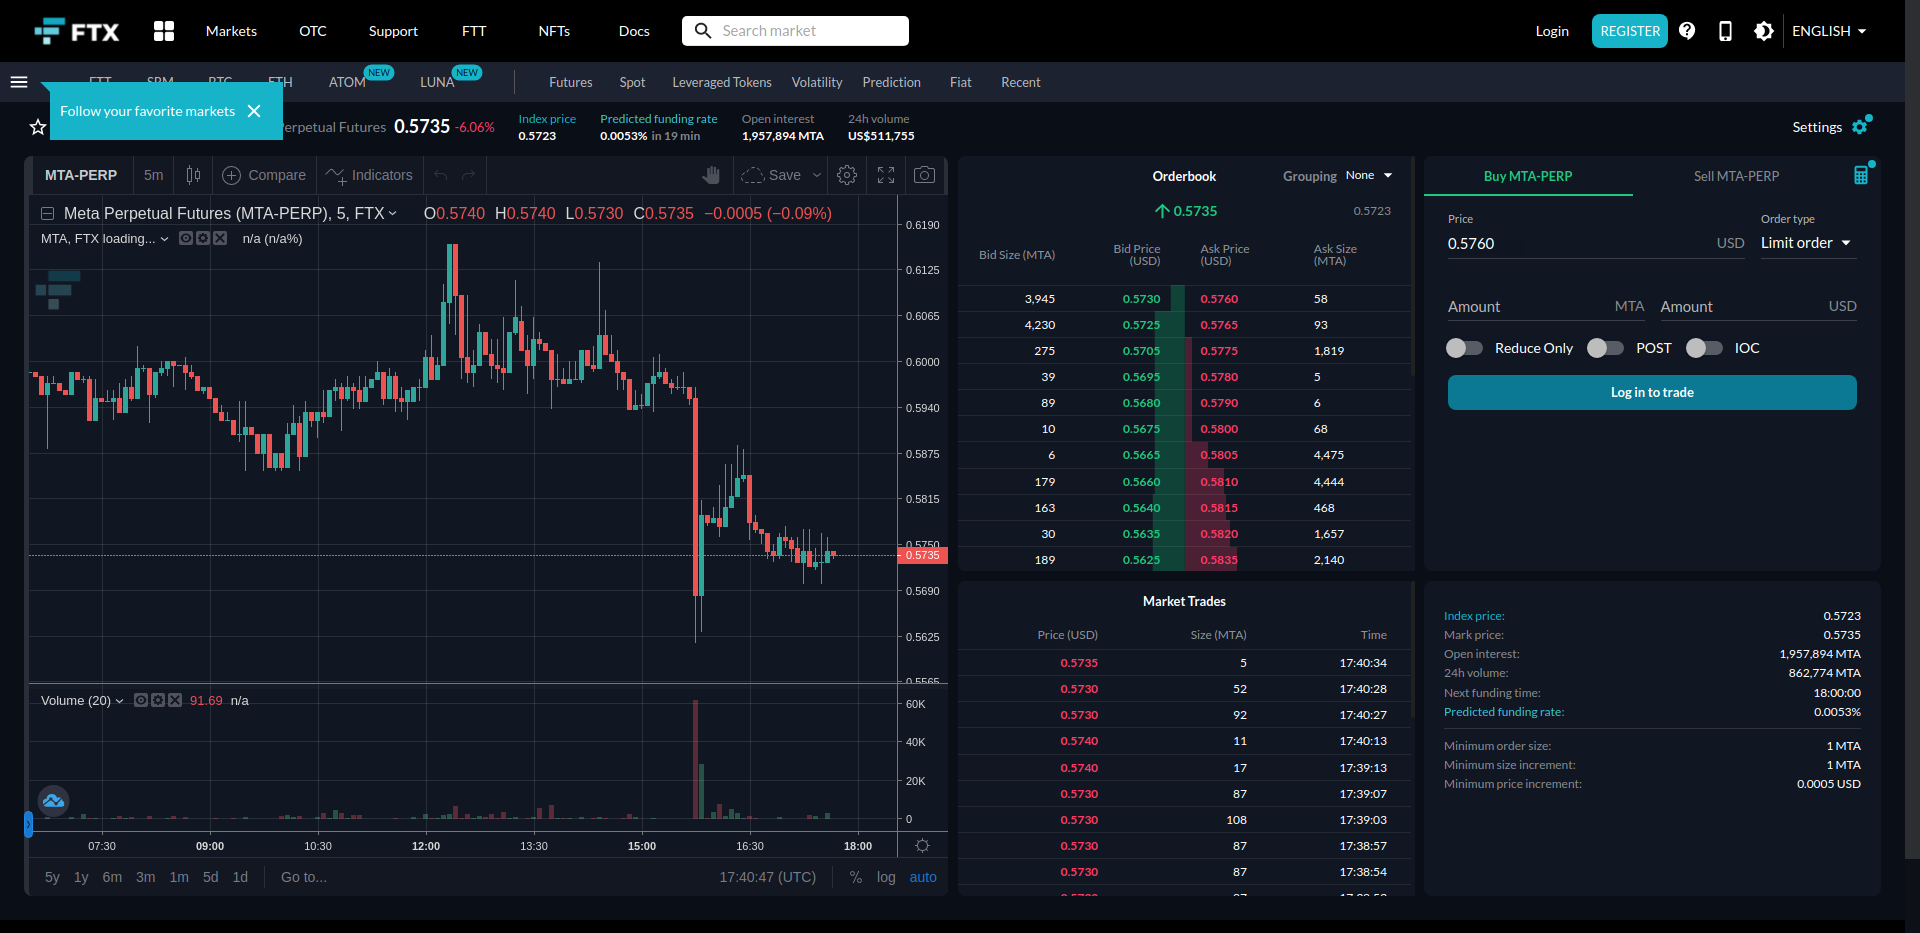 FTX Markets OTC Support FTT NFTs Docs Search market Login REGISTER ENGLISH
FTT SRM BTC ETH ATOM NEW LUNA NEW Futures Spot Leveraged Tokens Volatility Prediction Fiat Recent
Follow your favorite markets
Perpetual Futures 0.5735 -6.06%
Index price
0.5723
Predicted funding rate
0.0053% in 19 min
Open interest
1,957,894 MTA
24h volume
US$511,755
Settings
MTA-PERP 5m Compare Indicators Save
Meta Perpetual Futures (MTA-PERP), 5, FTX O0.5740 H0.5740 L0.5730 C0.5735 −0.0005 (−0.09%)
MTA, FTX loading... n/a (n/a%)
0.6190
0.6125
0.6065
0.6000
0.5940
0.5875
0.5815
0.5750
0.5735
0.5690
0.5625
0.5565
Volume (20) 91.69 n/a
60K
40K
20K
0
07:30 09:00 10:30 12:00 13:30 15:00 16:30 18:00
5y 1y 6m 3m 1m 5d 1d Go to... 17:40:47 (UTC) % log auto
Orderbook Grouping None
0.5735 0.5723
Bid Size (MTA) Bid Price (USD) Ask Price (USD) Ask Size (MTA)
3,945 0.5730 0.5760 58
4,230 0.5725 0.5765 93
275 0.5705 0.5775 1,819
39 0.5695 0.5780 5
89 0.5680 0.5790 6
10 0.5675 0.5800 68
6 0.5665 0.5805 4,475
179 0.5660 0.5810 4,444
163 0.5640 0.5815 468
30 0.5635 0.5820 1,657
189 0.5625 0.5835 2,140
Market Trades
Price (USD) Size (MTA) Time
0.5735 5 17:40:34
0.5730 52 17:40:28
0.5730 92 17:40:27
0.5740 11 17:40:13
0.5740 17 17:39:13
0.5730 87 17:39:07
0.5730 108 17:39:03
0.5730 87 17:38:57
0.5730 87 17:38:54
Buy MTA-PERP Sell MTA-PERP
Price Order type
0.5760 USD Limit order
Amount MTA Amount USD
Reduce Only POST IOC
Log in to trade
Index price: 0.5723
Mark price: 0.5735
Open interest: 1,957,894 MTA
24h volume: 862,774 MTA
Next funding time: 18:00:00
Predicted funding rate: 0.0053%
Minimum order size: 1 MTA
Minimum size increment: 1 MTA
Minimum price increment: 0.0005 USD